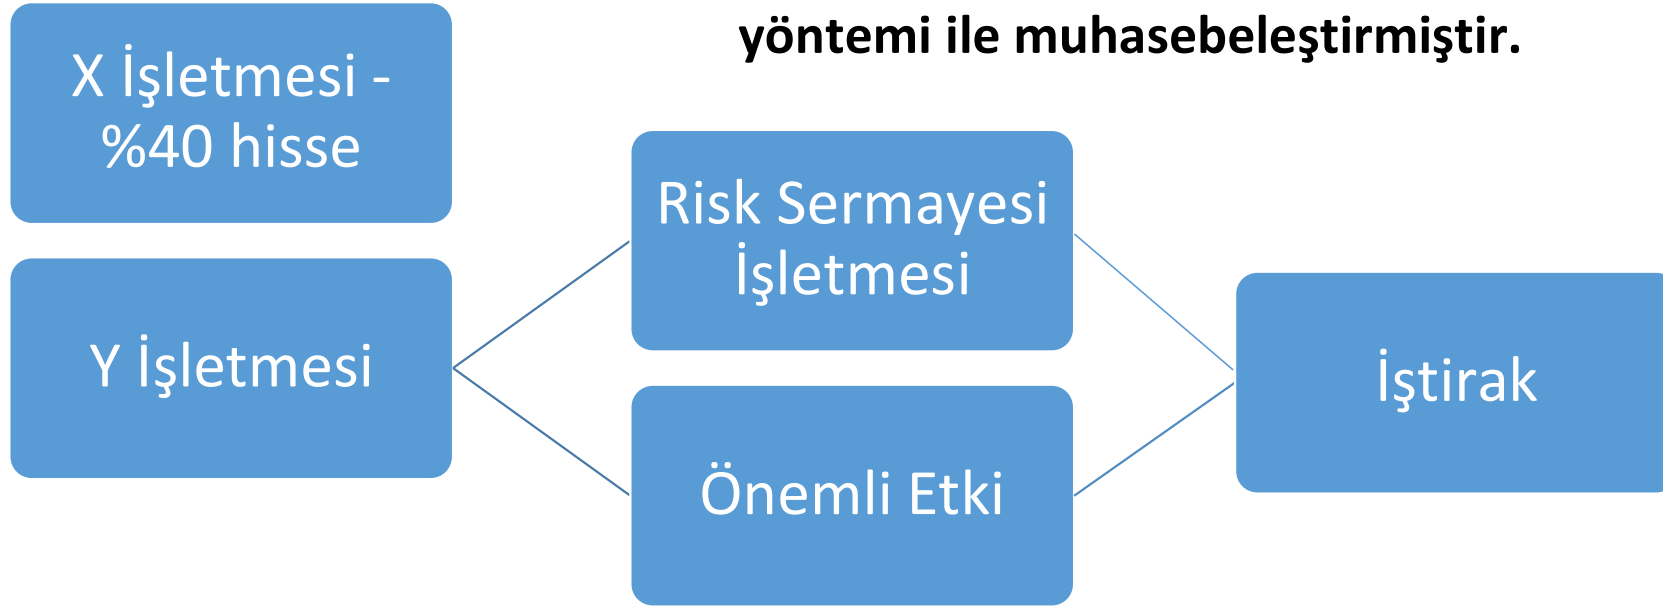 yöntemi ile muhasebeleştirmiştir.
X İşletmesi -
%40 hisse
Y İşletmesi
Risk Sermayesi
İşletmesi
Önemli Etki
İştirak